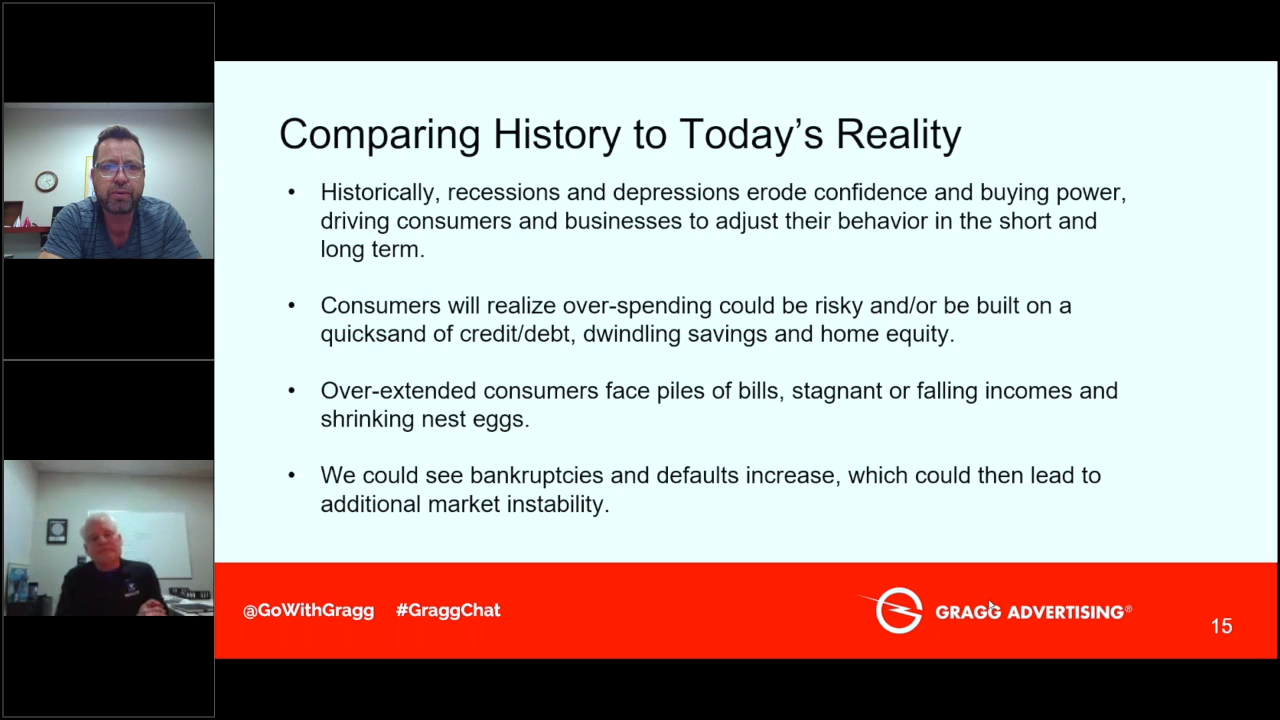 Comparing History to Today's Reality
• Historically, recessions and depressions erode confidence and buying power,
driving consumers and businesses to adjust their behavior in the short and
long term.
• Consumers will realize over-spending could be risky and/or be built on a
quicksand of credit/debt, dwindling savings and home equity.
• Over-extended consumers face piles of bills, stagnant or falling incomes and
shrinking nest eggs.
• We could see bankruptcies and defaults increase, which could then lead to
additional market instability.
@GoWithGragg #GraggChat
GRAGG ADVERTISING®
15